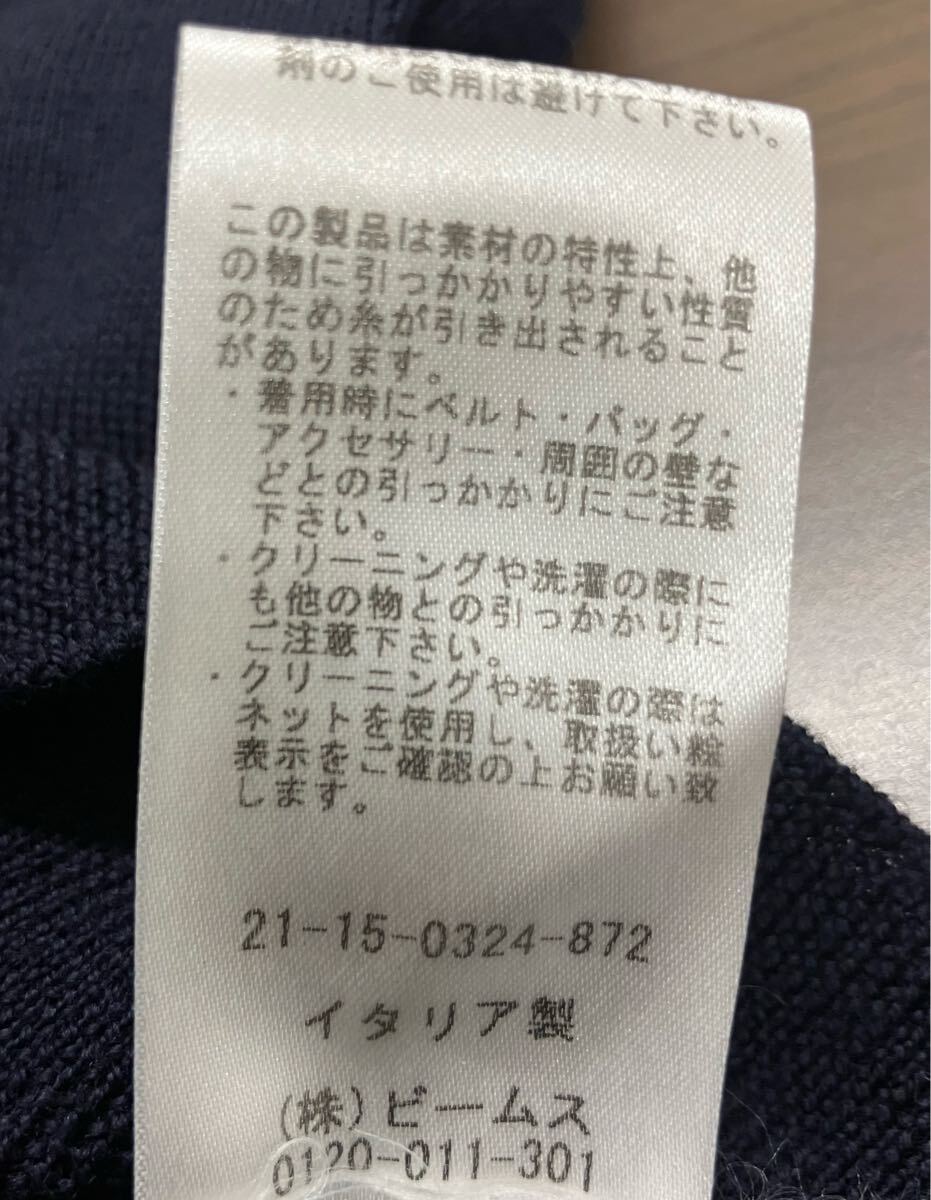 剤のご使用は避けて下さい。
この製品は素材の特性上、他
の物に引っかかりやすい性質
のため糸が引き出されること
があります。
・着用時にベルト・バッグ・
アクセサリー・周囲の壁な
どとの引っかかりにご注意
下さい。
・クリーニングや洗濯の際に
も他の物との引っかかりに
ご注意下さい。
・クリーニングや洗濯の際は
ネットを使用し、取扱い絵
表示をご確認の上お願い致
します。
21-15-0324-872
イタリア製
(株)ビームス
0120-011-301